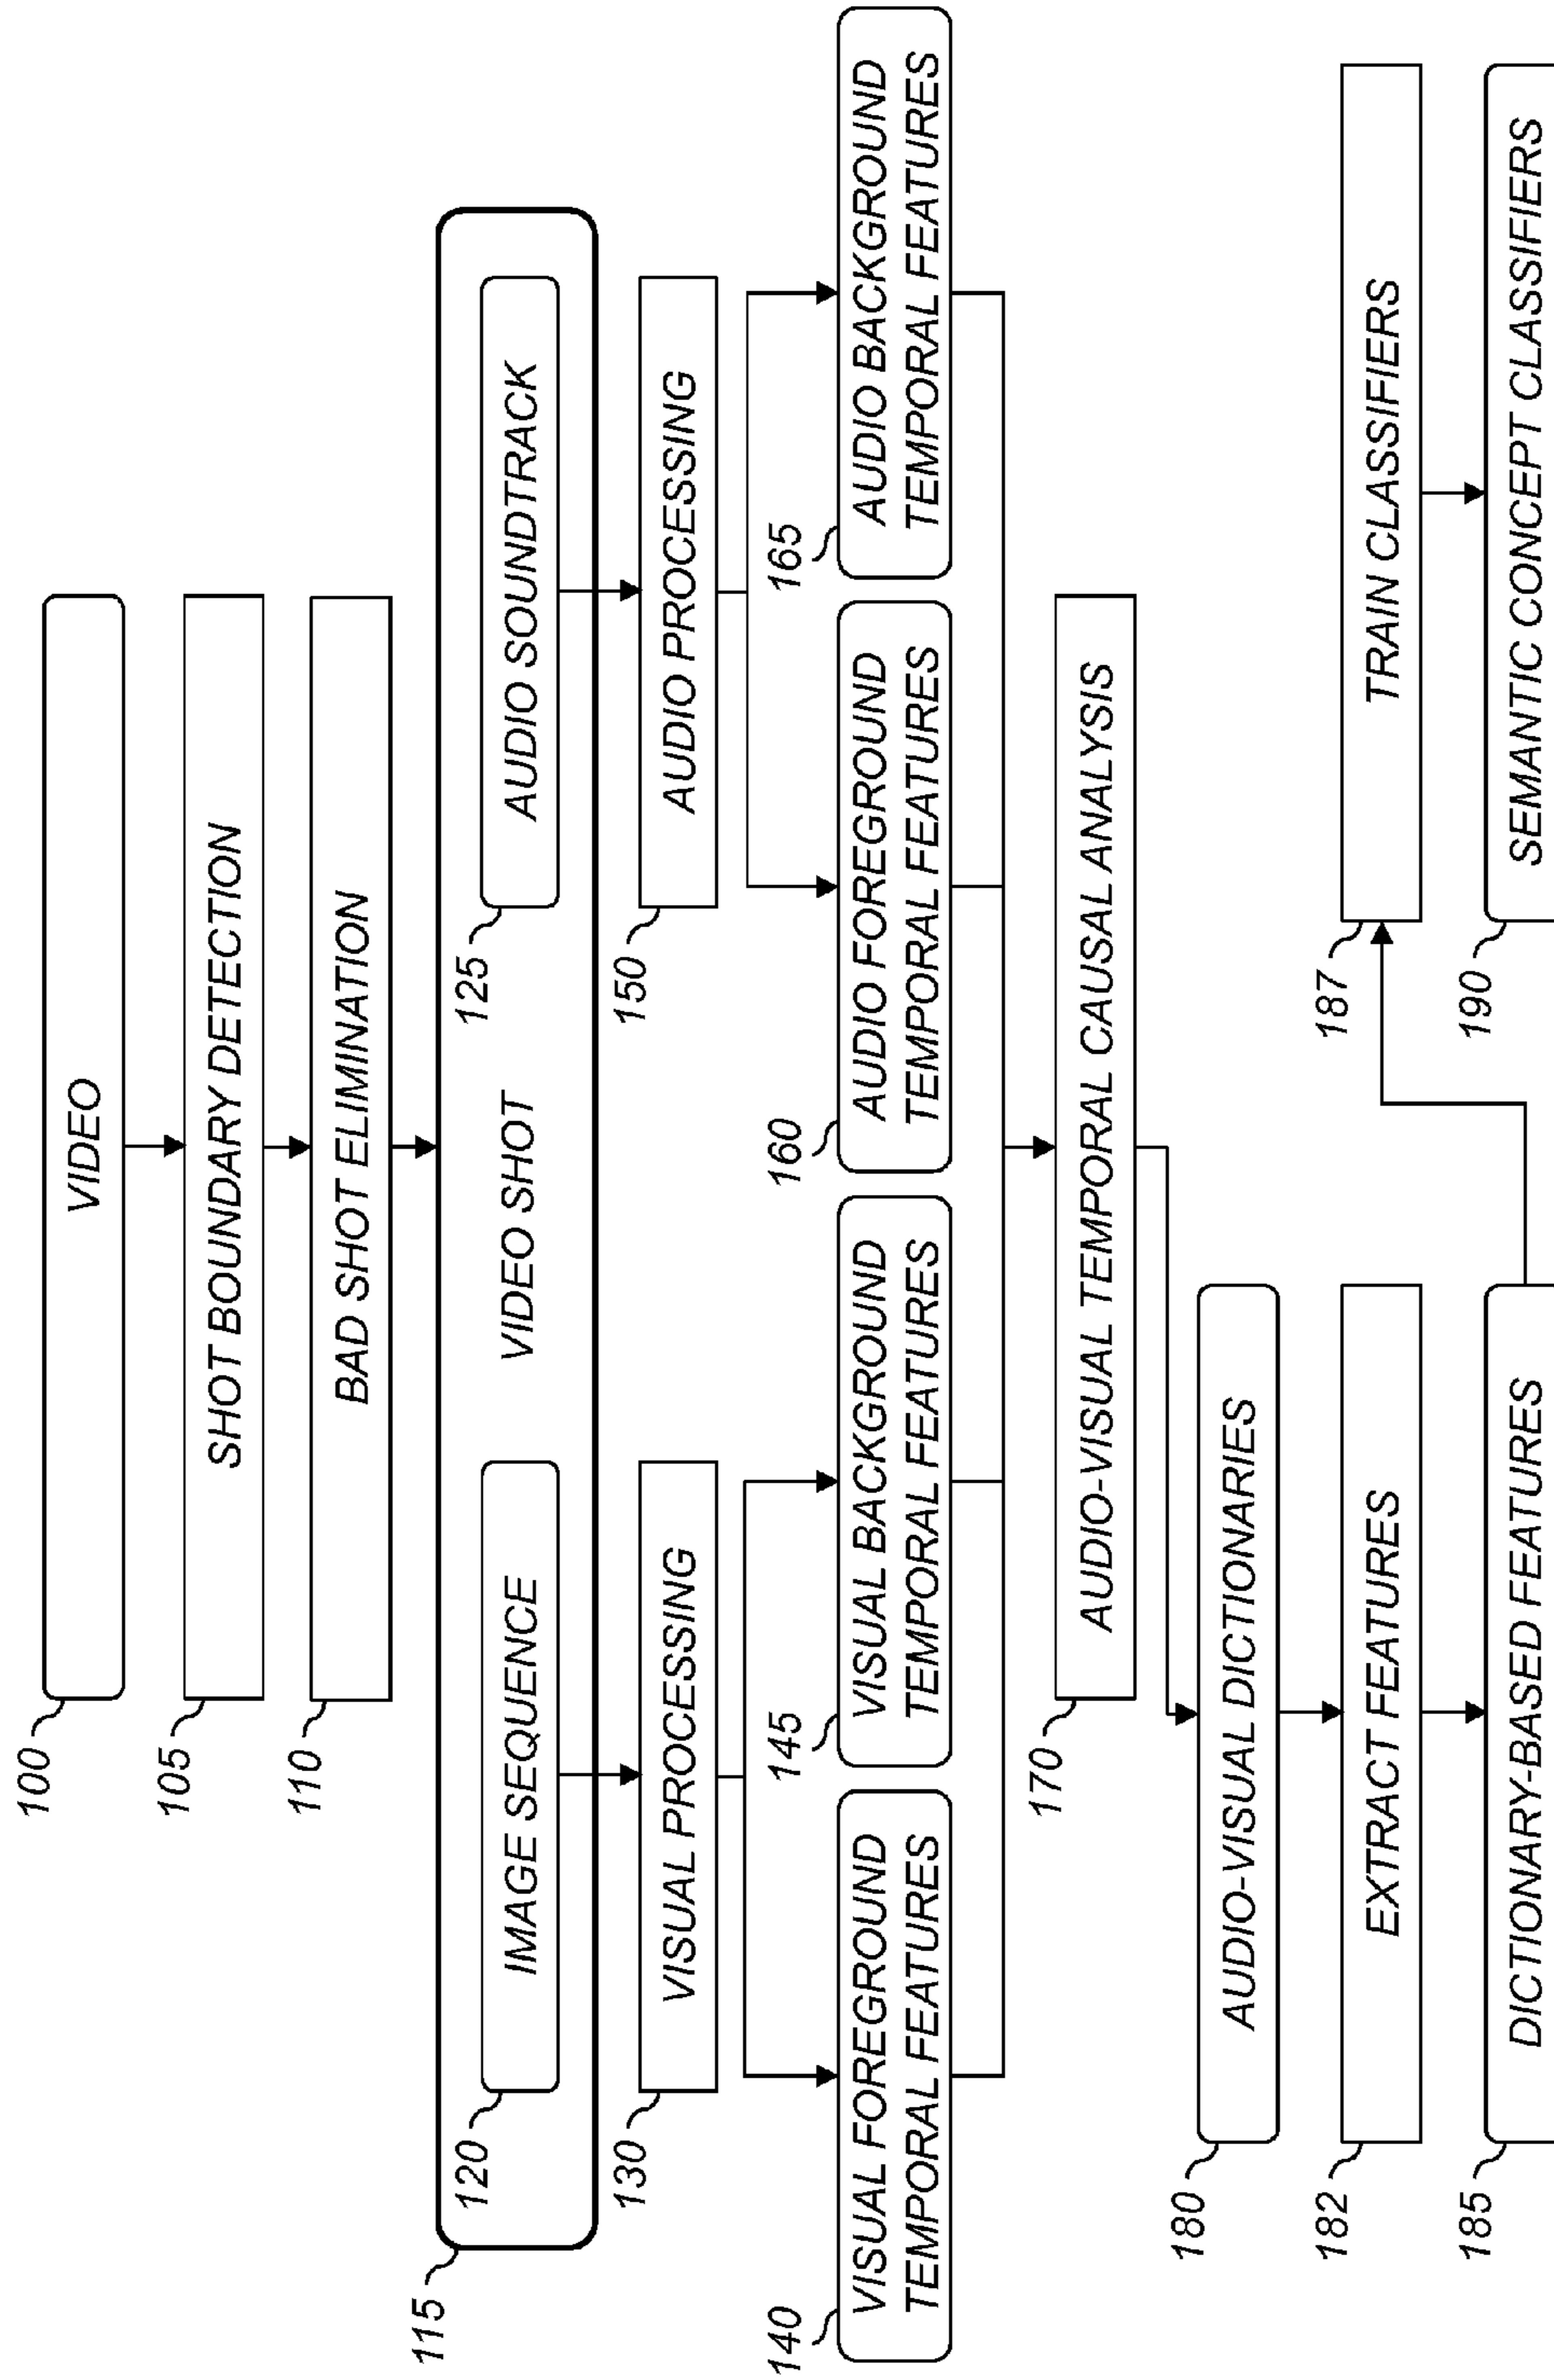 100
VIDEO
105
SHOT BOUNDARY DETECTION
110
BAD SHOT ELIMINATION
115
VIDEO SHOT
120
IMAGE SEQUENCE
125
AUDIO SOUNDTRACK
130
VISUAL PROCESSING
150
AUDIO PROCESSING
140
VISUAL FOREGROUND
TEMPORAL FEATURES
145
VISUAL BACKGROUND
TEMPORAL FEATURES
160
AUDIO FOREGROUND
TEMPORAL FEATURES
165
AUDIO BACKGROUND
TEMPORAL FEATURES
170
AUDIO-VISUAL TEMPORAL CAUSAL ANALYSIS
180
AUDIO-VISUAL DICTIONARIES
182
EXTRACT FEATURES
185
DICTIONARY-BASED FEATURES
187
TRAIN CLASSIFIERS
190
SEMANTIC CONCEPT CLASSIFIERS